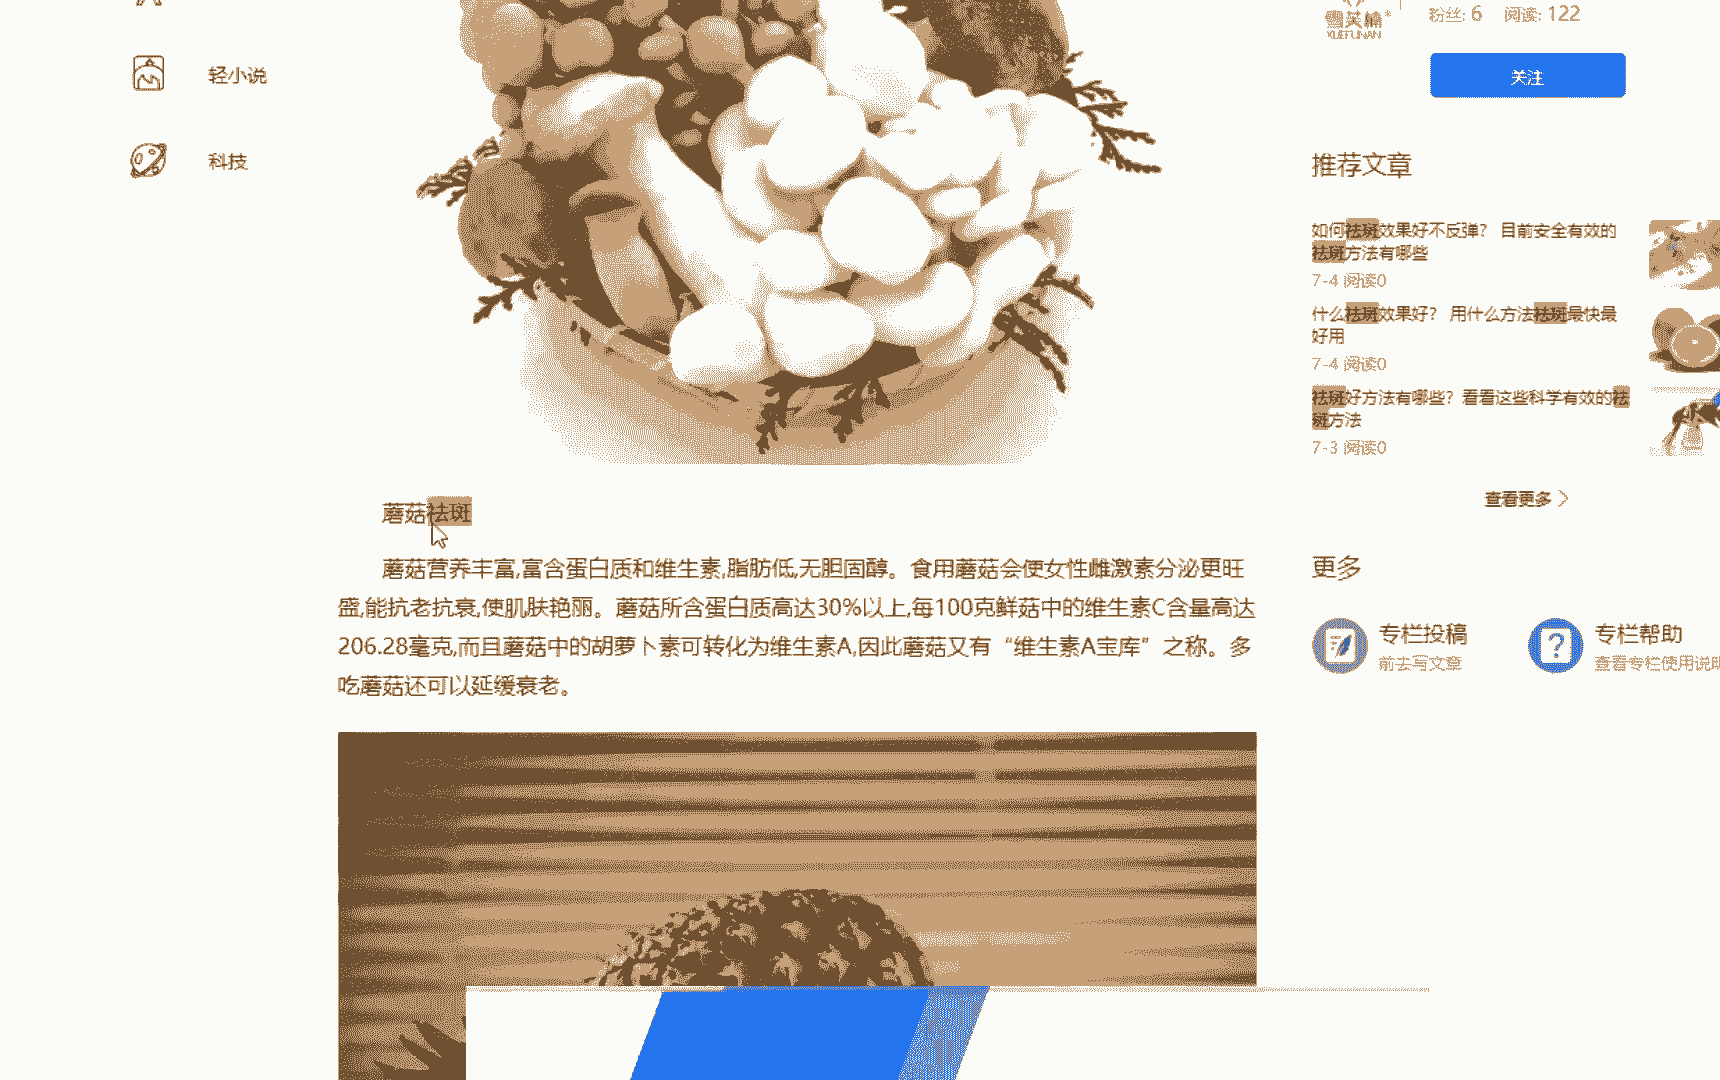 轻小说
科技
蘑菇祛斑
蘑菇营养丰富,富含蛋白质和维生素,脂肪低,无胆固醇。食用蘑菇会使女性雌激素分泌更旺
盛,能抗老抗衰,使肌肤艳丽。蘑菇所含蛋白质高达30%以上,每100克鲜菇中的维生素C含量高达
206.28毫克,而且蘑菇中的胡萝卜素可转化为维生素A,因此蘑菇又有“维生素A宝库”之称。多
吃蘑菇还可以延缓衰老。
XUEFUNAN
粉丝: 6 阅读: 122
关注
推荐文章
如何祛斑效果好不反弹? 目前安全有效的
祛斑方法有哪些
7-4 阅读0
什么祛斑效果好? 用什么方法祛斑最快最
好用
7-4 阅读0
祛斑好方法有哪些? 看看这些科学有效的祛
斑方法
7-3 阅读0
查看更多
更多
专栏投稿
前去写文章
专栏帮助
查看专栏使用说明